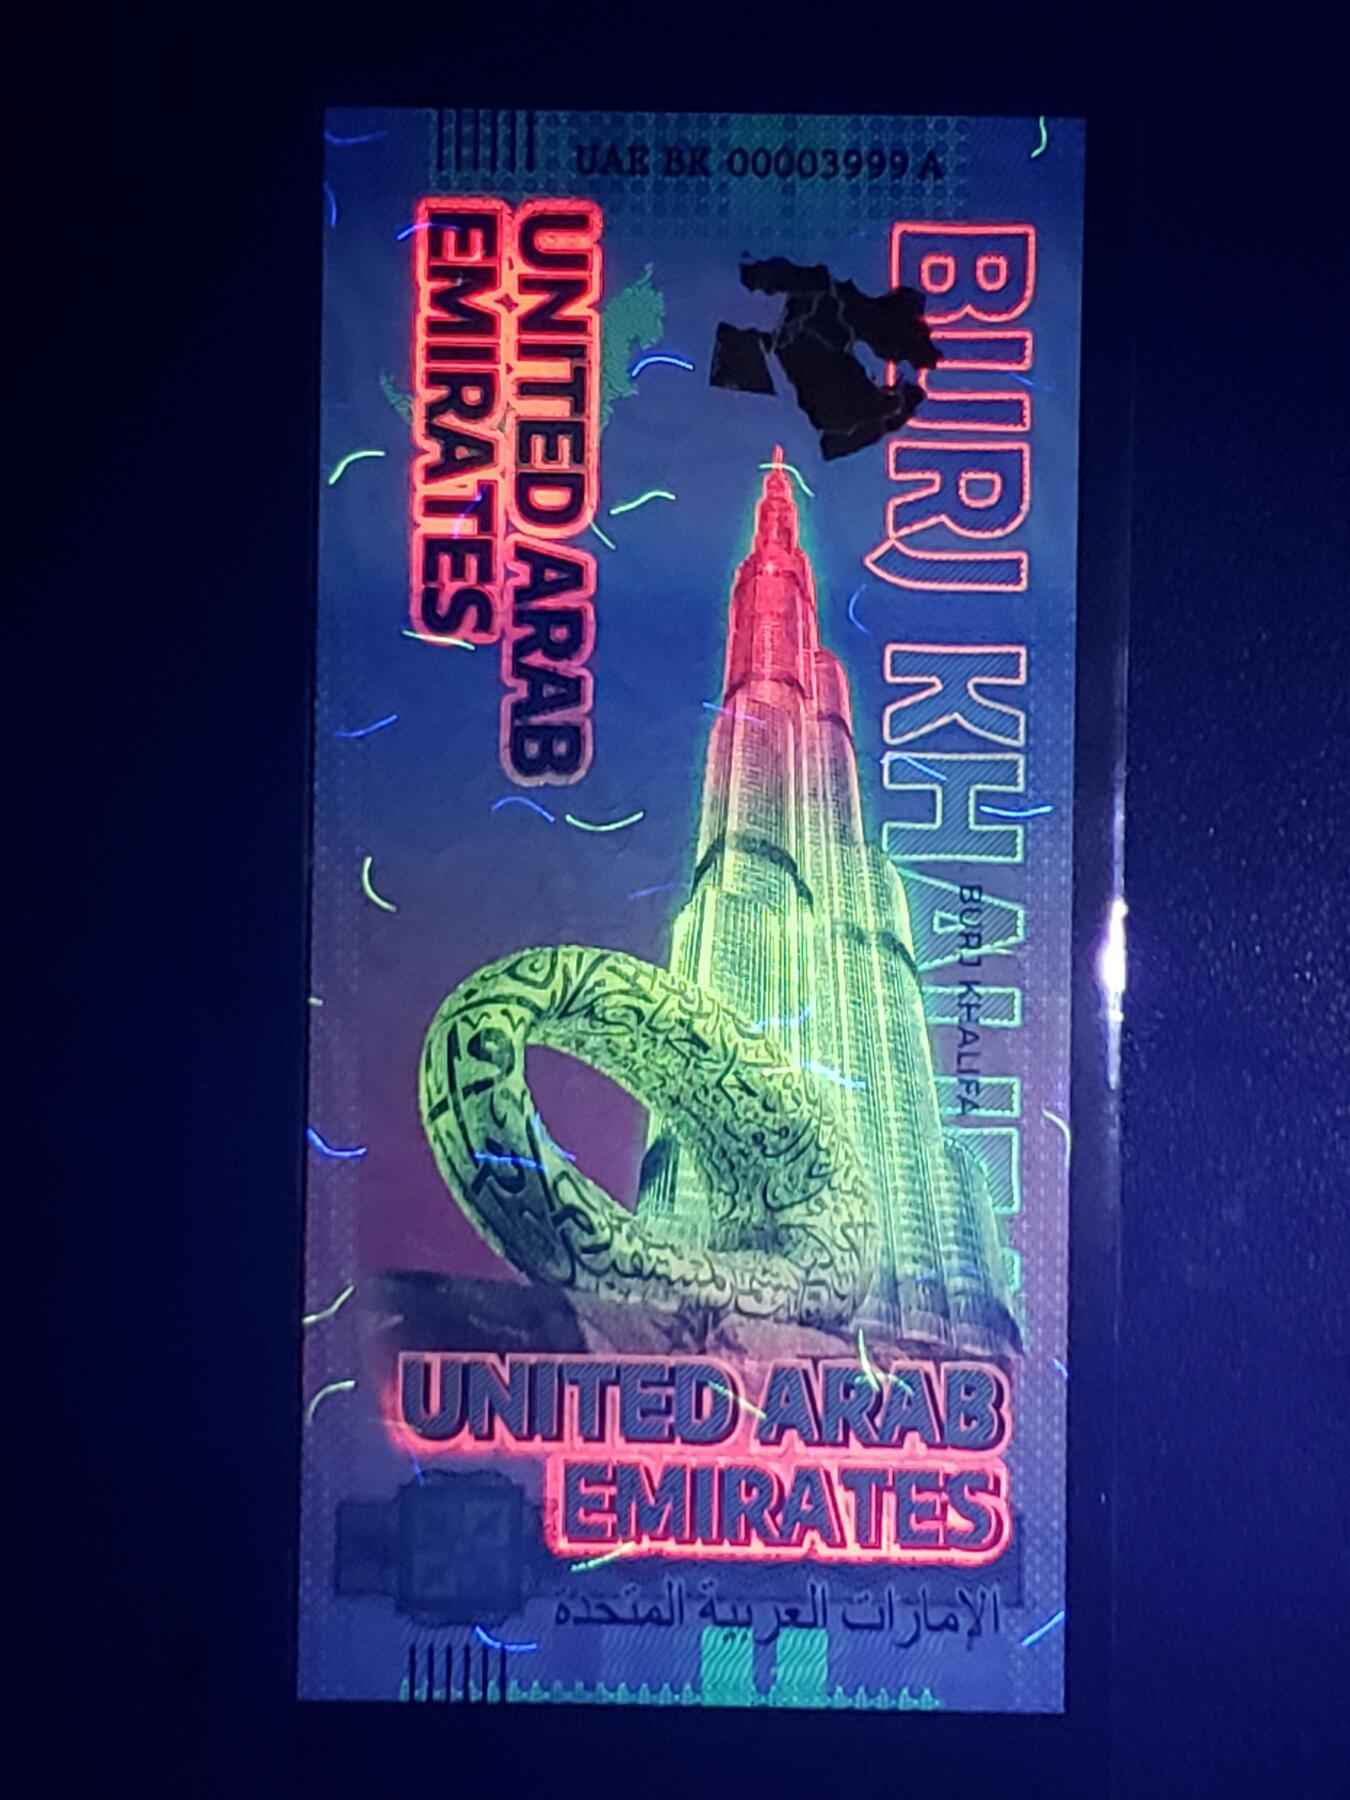 UAE BK 00003999 A
BURJ KHALIFA
UNITED ARAB
EMIRATES
BURJ KHALIFA
UNITED ARAB
EMIRATES
الإمارات العربية المتحدة